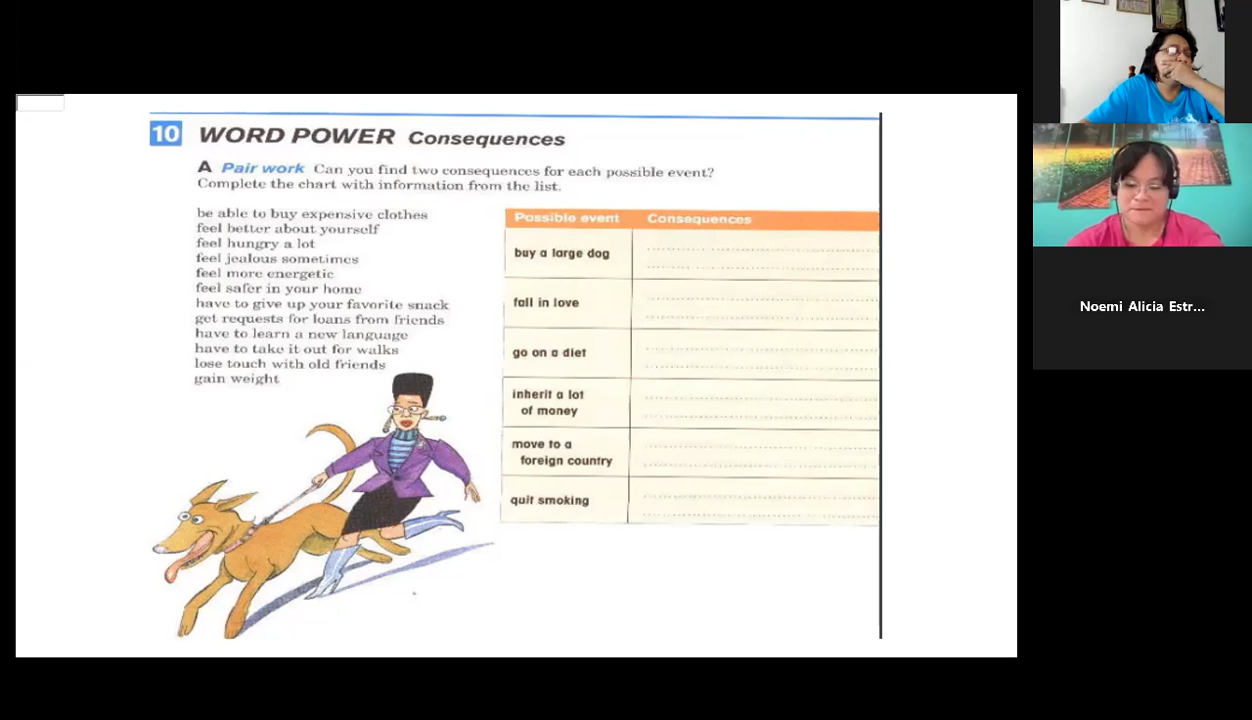 10 WORD POWER Consequences
A Pair work Can you find two consequences for each possible event?
Complete the chart with information from the list.
be able to buy expensive clothes
feel better about yourself
feel hungry a lot
feel jealous sometimes
feel more energetic
feel safer in your home
have to give up your favorite snack
get requests for loans from friends
have to learn a new language
have to take it out for walks
lose touch with old friends
gain weight
Possible event Consequences
buy a large dog
fall in love
go on a diet
inherit a lot
of money
move to a
foreign country
quit smoking
Noemi Alicia Estr...